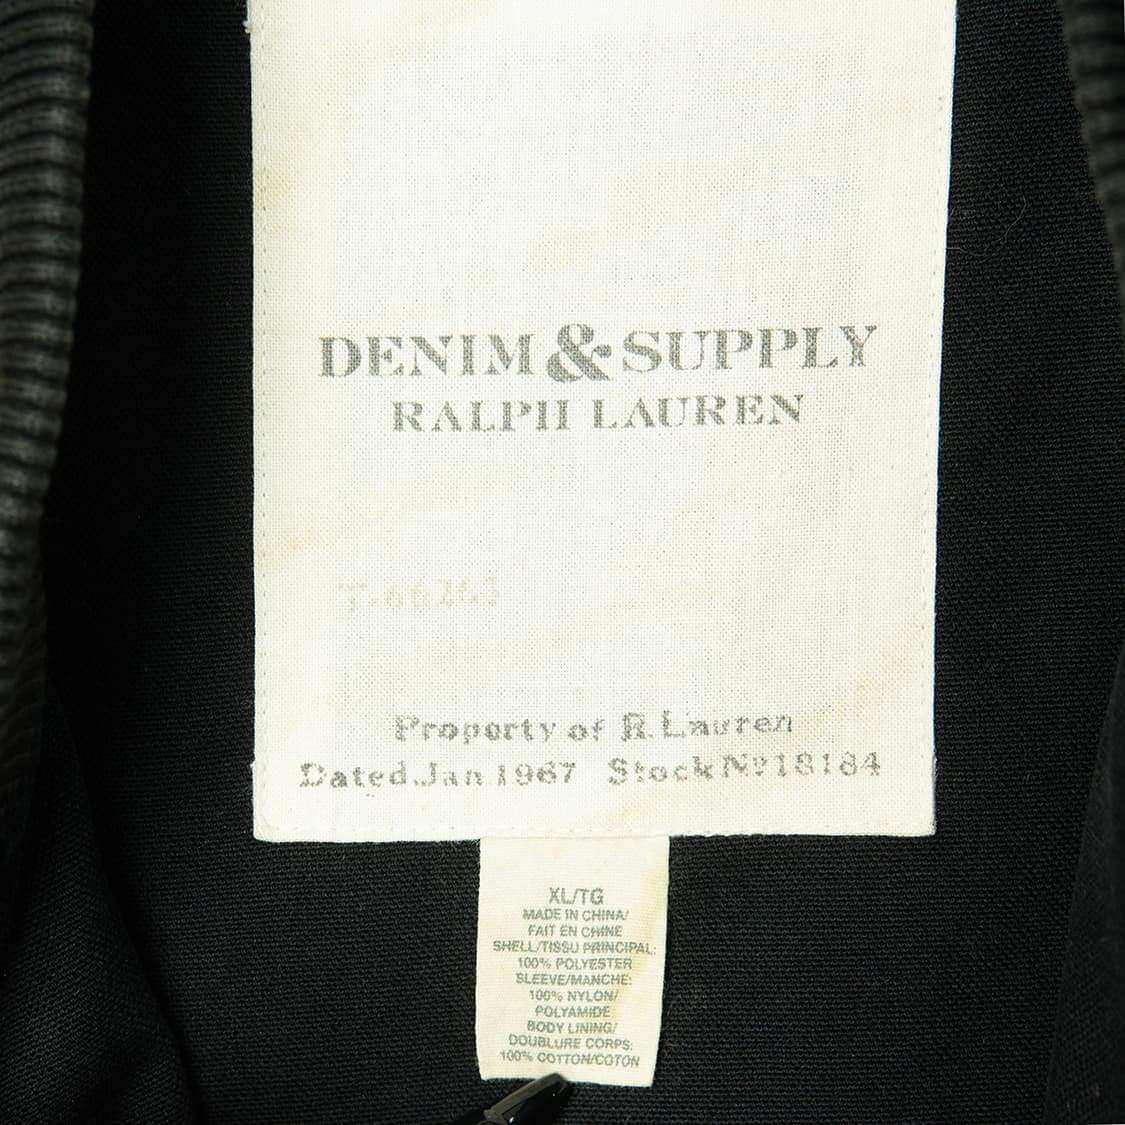 DENIM & SUPPLY
RALPH LAUREN
T-66263
Property of R. Lauren
Dated Jan 1967 Stock No 18184
XL/TG
MADE IN CHINA/
FAIT EN CHINE
SHELL/TISSU PRINCIPAL:
100% POLYESTER
SLEEVE/MANCHE:
100% NYLON/
POLYAMIDE
BODY LINING/
DOUBLURE CORPS:
100% COTTON/COTON